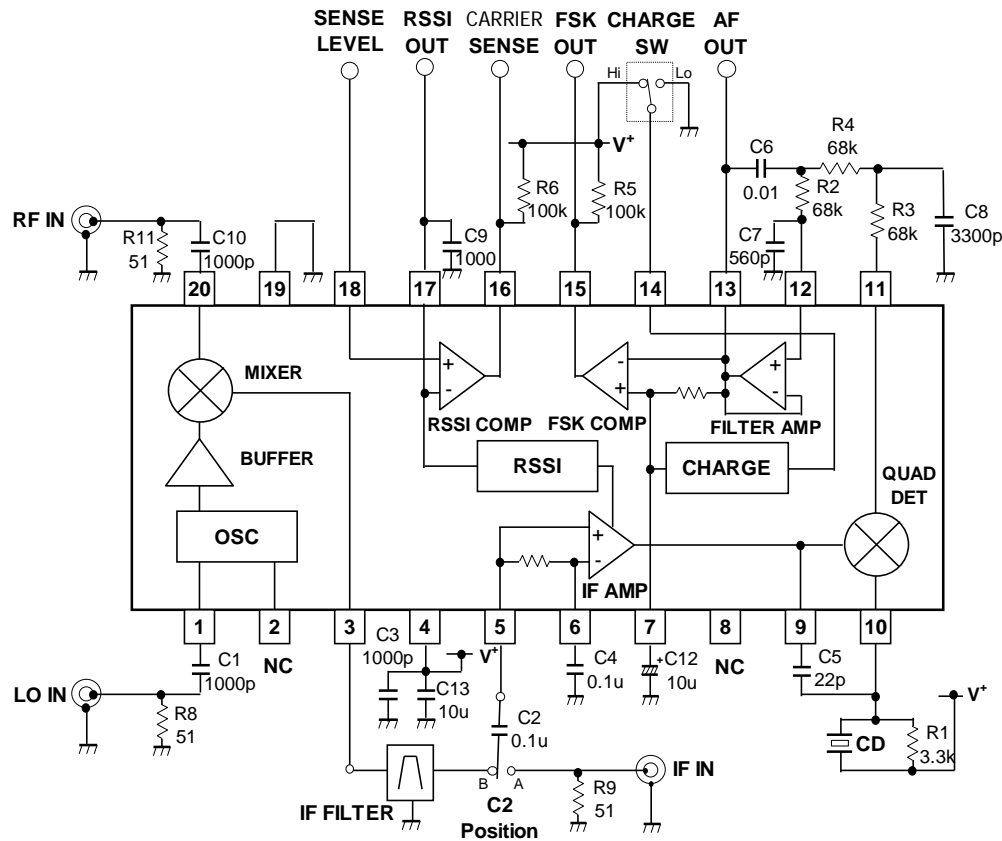 SENSE LEVEL
RSSI OUT
CARRIER SENSE
FSK OUT
CHARGE SW
AF OUT
Hi
Lo
V+
R4
68k
C6
0.01
R6
100k
R5
100k
R2
68k
R3
68k
C8
3300p
RF IN
R11
51
C10
1000p
C9
1000
C7
560p
20
19
18
17
16
15
14
13
12
11
MIXER
+
-
RSSI COMP
-
+
FSK COMP
+
-
FILTER AMP
BUFFER
RSSI
CHARGE
QUAD DET
OSC
+
-
IF AMP
1
2
3
4
5
6
7
8
9
10
NC
C1
1000p
C3
1000p
V+
C13
10u
C4
0.1u
+
C12
10u
NC
C5
22p
LO IN
R8
51
C2
0.1u
V+
CD
R1
3.3k
B
A
IF IN
IF FILTER
C2
Position
R9
51